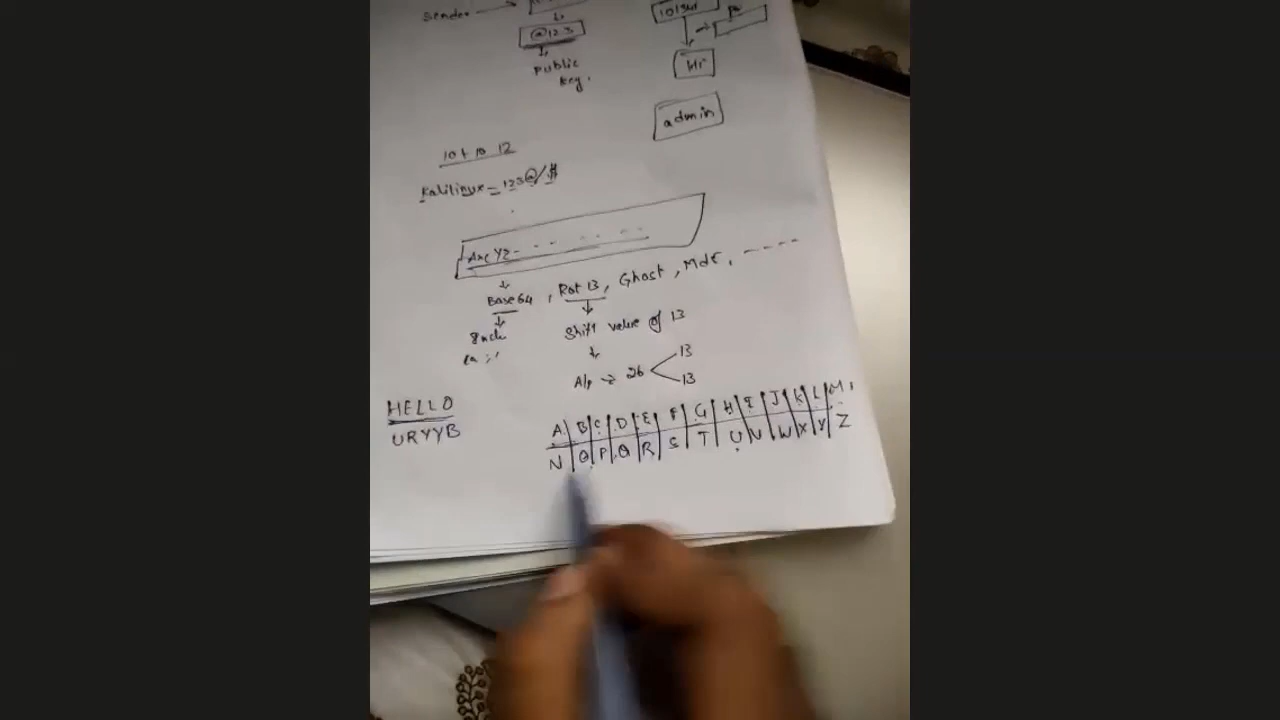 Sender
@123
Public
Key.
Hr
admin
10 + 10 12
Kalilinux = 123@/$
Base64, Rot 13, Ghost, Md5, ----
Shift value of 13
Alp → 26
13
13
HELLO
URYYB
A B C D E F G H I J K L M
N O P Q R S T U V W X Y Z